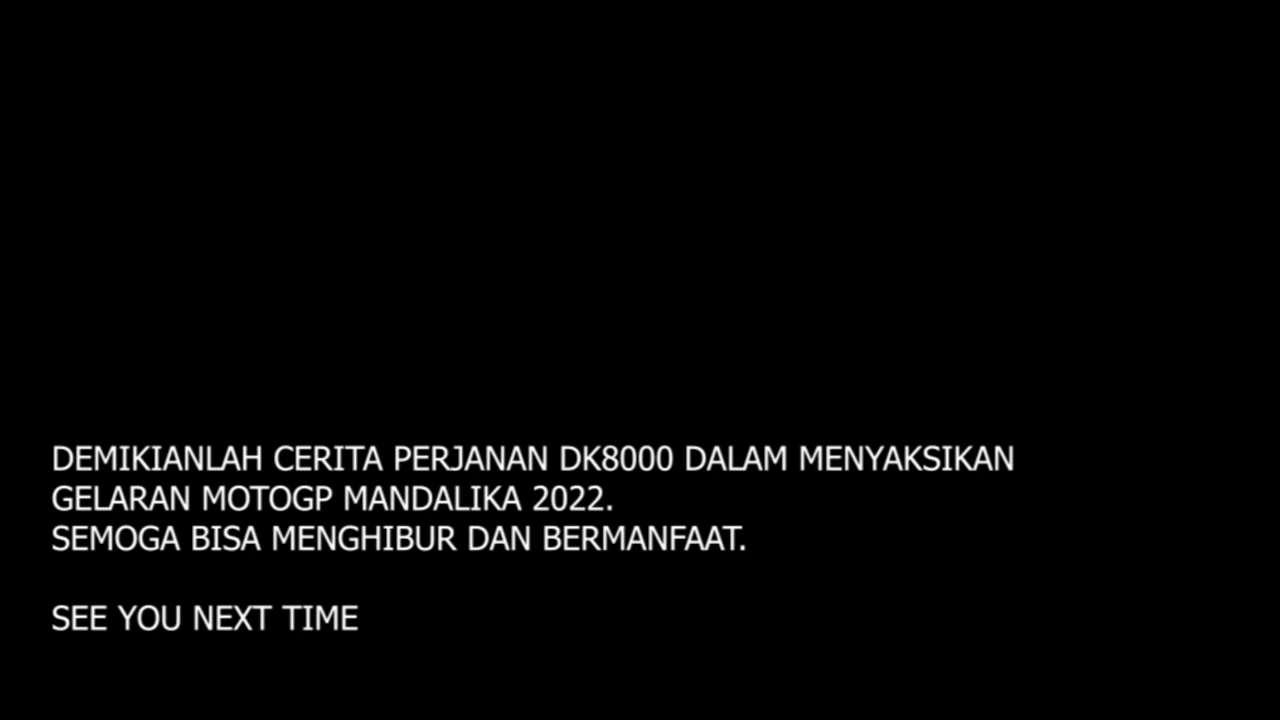 DEMIKIANLAH CERITA PERJANAN DK8000 DALAM MENYAKSIKAN
GELARAN MOTOGP MANDALIKA 2022.
SEMOGA BISA MENGHIBUR DAN BERMANFAAT.
SEE YOU NEXT TIME